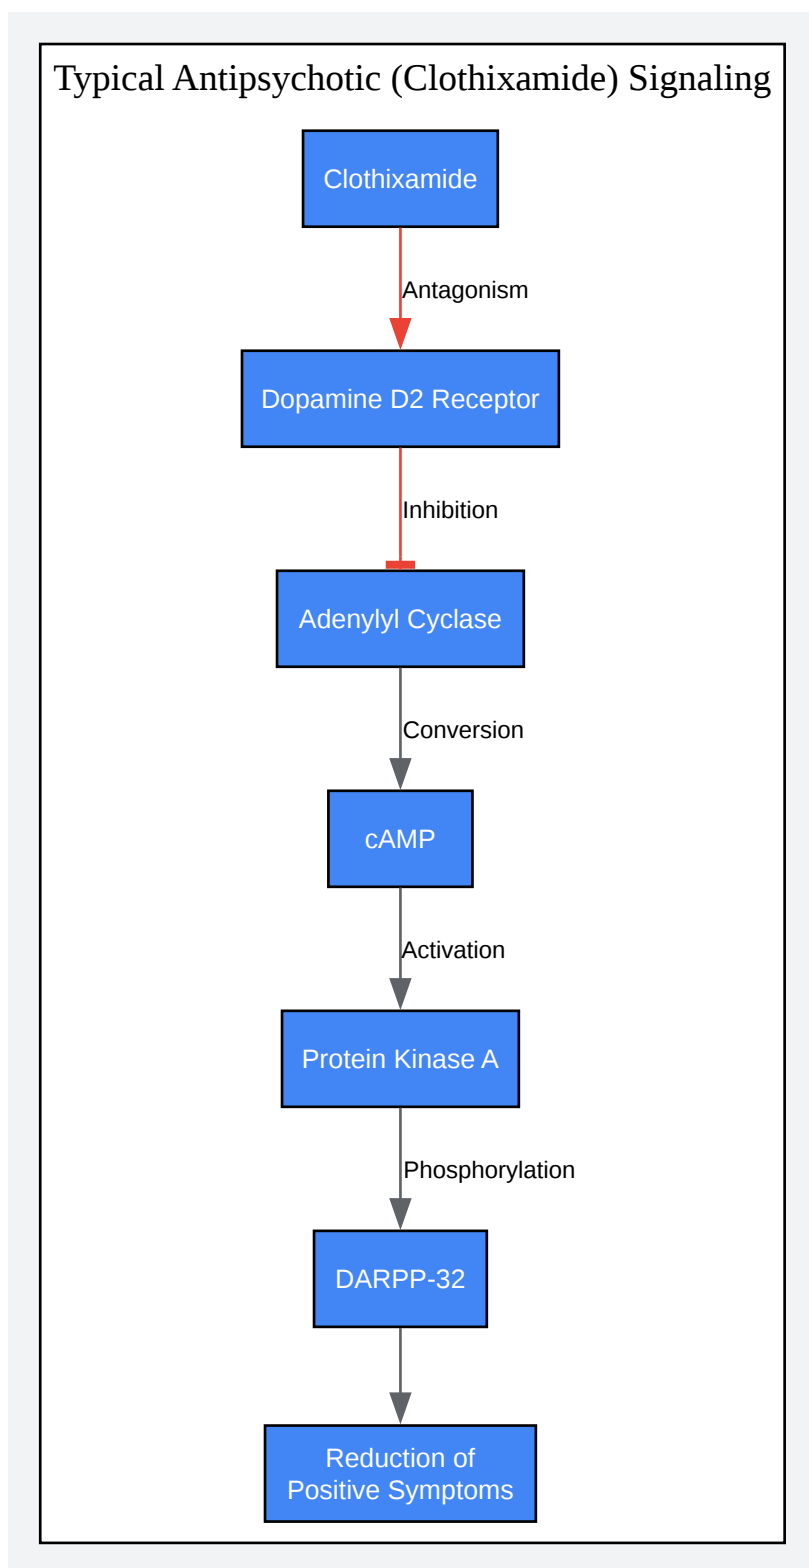 Typical Antipsychotic (Clothixamide) Signaling
Clothixamide
Antagonism
Dopamine D2 Receptor
Inhibition
Adenylyl Cyclase
Conversion
cAMP
Activation
Protein Kinase A
Phosphorylation
DARPP-32
Reduction of
Positive Symptoms